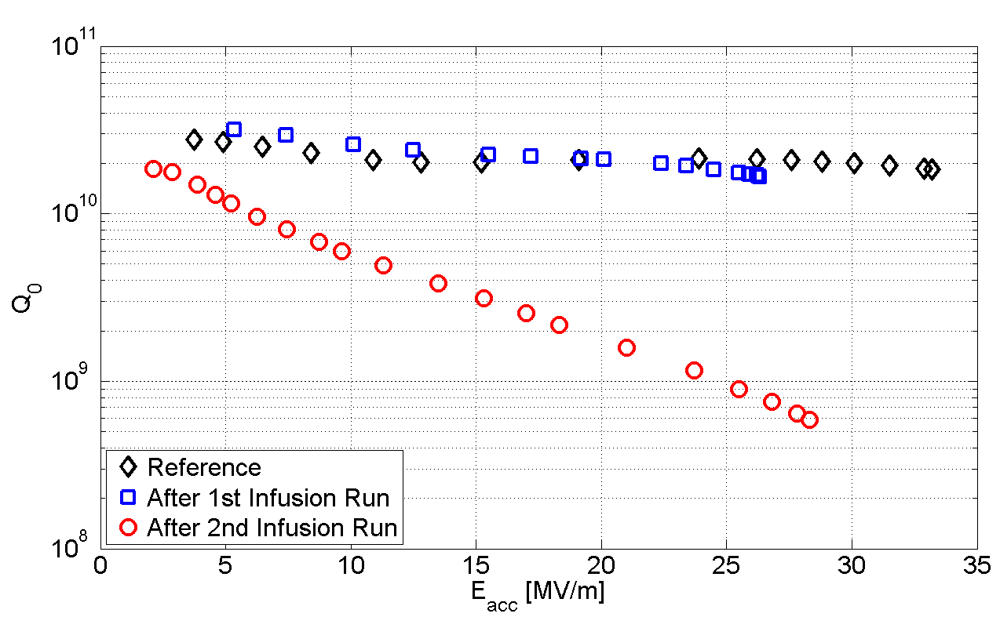 10^11
10^10
10^9
10^8
Q_0
0 5 10 15 20 25 30 35
E_acc [MV/m]
Reference
After 1st Infusion Run
After 2nd Infusion Run